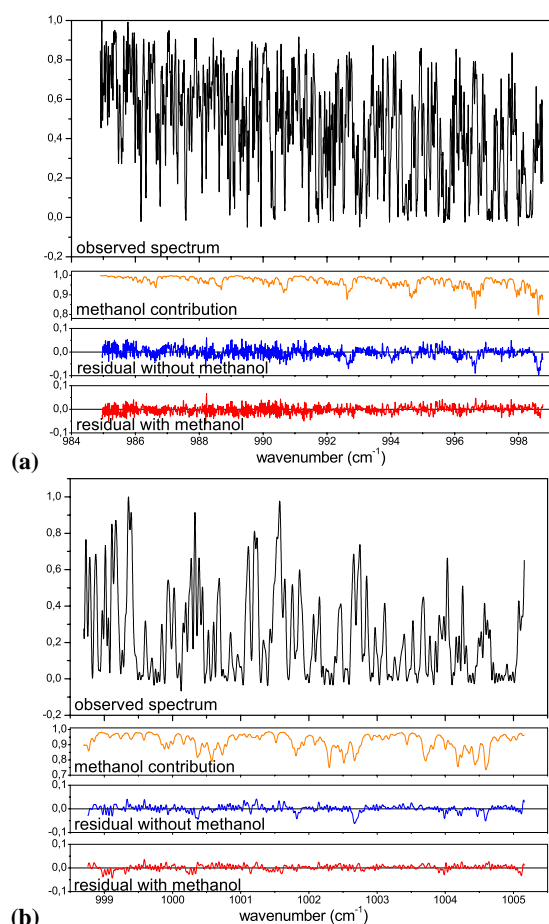 1,0
0,8
0,6
0,4
0,2
0,0
-0,2
observed spectrum
1,0
0,9
0,8
methanol contribution
0,1
0,0
0,1
residual without methanol
0,1
0,0
0,1
residual with methanol
984 986 988 990 992 994 996 998
wavenumber (cm-1)
(a)
1,0
0,8
0,6
0,4
0,2
0,0
-0,2
observed spectrum
1,0
0,9
0,8
0,7
methanol contribution
0,1
0,0
-0,1
residual without methanol
0,1
0,0
-0,1
residual with methanol
999 1000 1001 1002 1003 1004 1005
wavenumber (cm-1)
(b)